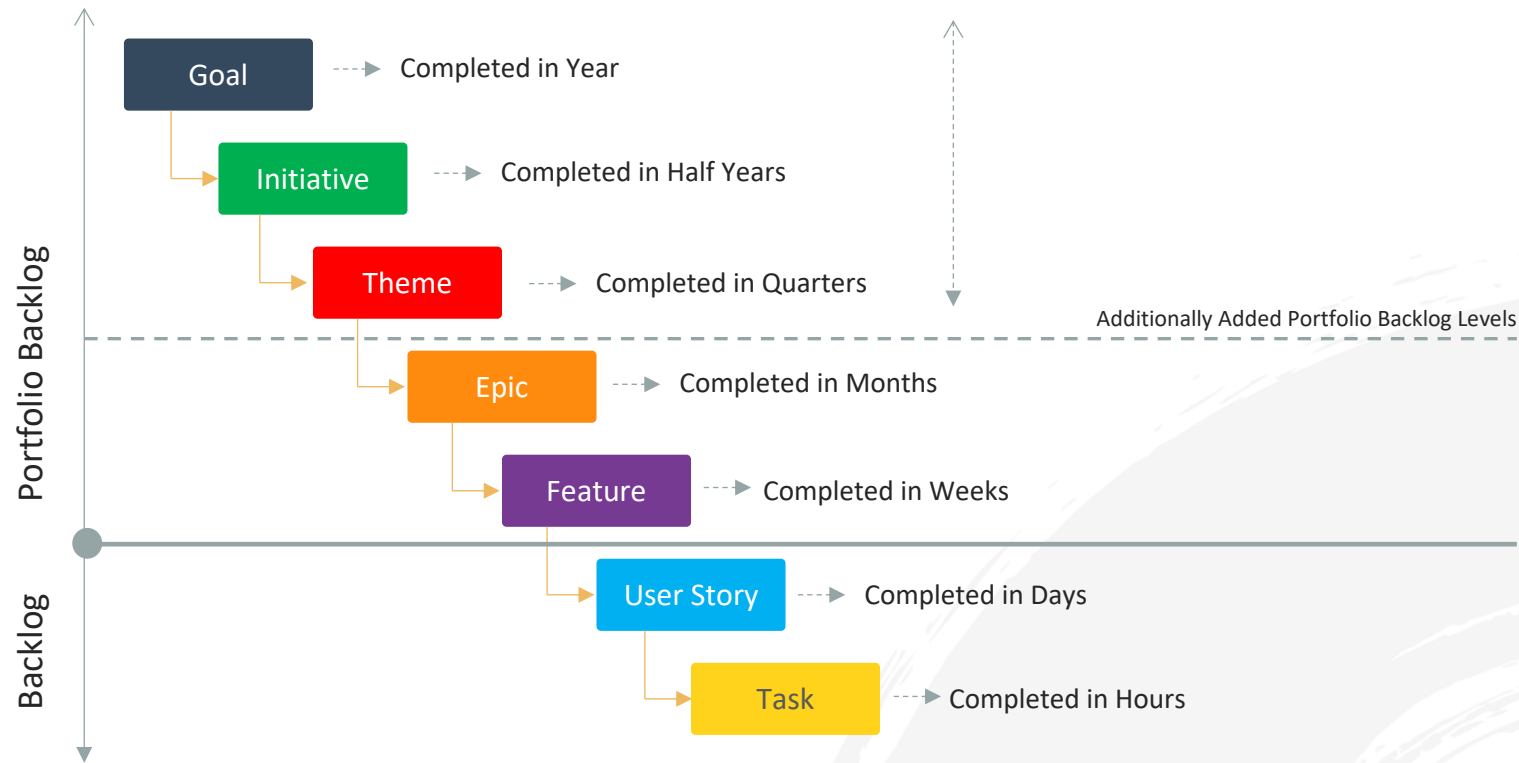 Goal
Completed in Year
Initiative
Completed in Half Years
Theme
Completed in Quarters
Additionally Added Portfolio Backlog Levels
Portfolio Backlog
Epic
Completed in Months
Feature
Completed in Weeks
Backlog
User Story
Completed in Days
Task
Completed in Hours